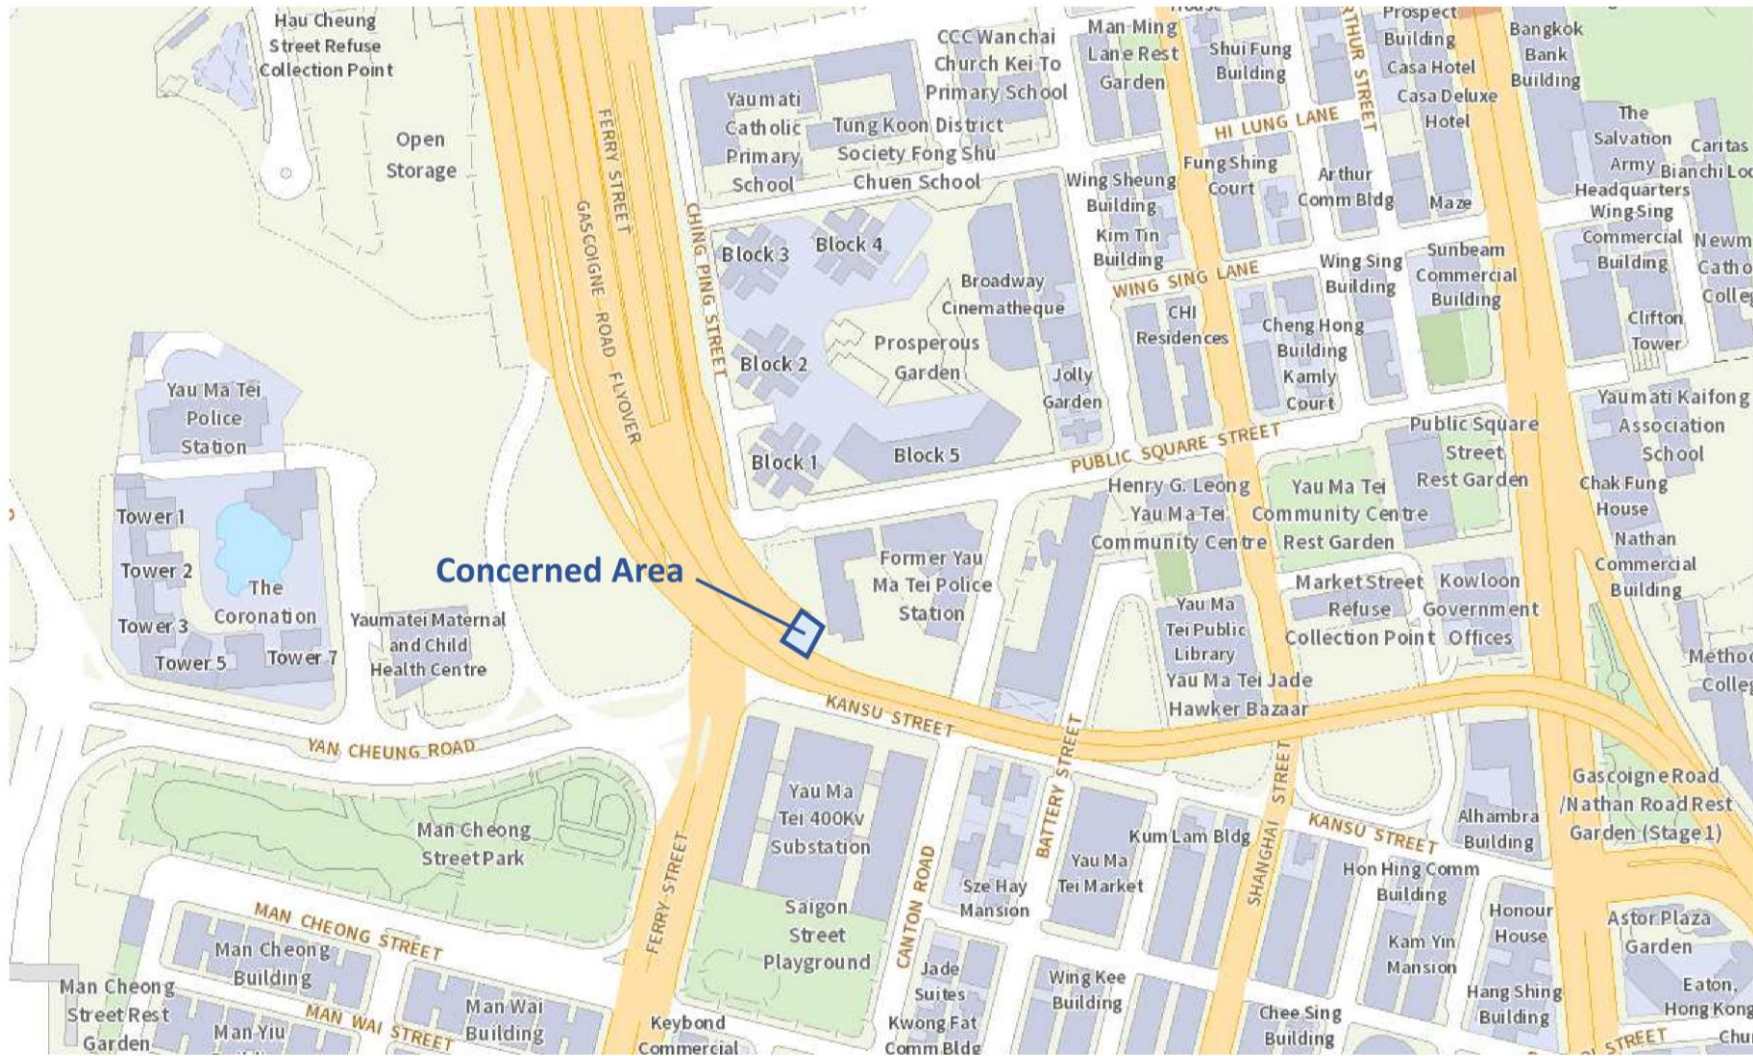 Hau Cheung
Street Refuse
Collection Point
Open
Storage
FERRY STREET
GASCOIGNE ROAD FLYOVER
CHING PING STREET
Yaumati
Catholic
Primary
School
CCC Wanchai
Church Kei To
Primary School
Tung Koon District
Society Fong Shu
Chuen School
Man Ming
Lane Rest
Garden
Shui Fung
Building
Prospect
Building
Casa Hotel
Casa Deluxe
Hotel
Bangkok
Bank
Building
HI LUNG LANE
The
Salvation
Army
Headquarters
Caritas
Wing Sheung
Building
Fung Shing
Court
Arthur
Comm Bldg
Maze
Wing Sing
Commercial
Building
Kim Tin
Building
WING SING LANE
Wing Sing
Building
Sunbeam
Commercial
Building
Block 3
Block 4
Broadway
Cinematheque
CHI
Residences
Cheng Hong
Building
Kamly
Court
Clifton
Tower
Block 2
Prosperous
Garden
Jolly
Garden
Block 1
Block 5
PUBLIC SQUARE STREET
Public Square
Street
Rest Garden
Yaumati Kaifong
Association
School
Yau Ma Tei
Police
Station
Henry G. Leong
Yau Ma Tei
Community Centre
Yau Ma Tei
Community Centre
Rest Garden
Chak Fung
House
Nathan
Commercial
Building
Tower 1
Tower 2
Tower 3
Tower 5
Tower 7
The
Coronation
Concerned Area
Former Yau
Ma Tei Police
Station
Yaumatei Maternal
and Child
Health Centre
Yau Ma
Tei Public
Library
Market Street
Refuse
Collection Point
Kowloon
Government
Offices
Yau Ma Tei Jade
Hawker Bazaar
KANSU STREET
YAN CHEUNG ROAD
BATTERY STREET
SHANGHAI STREET
Gascoigne Road
/Nathan Road Rest
Garden (Stage 1)
Yau Ma
Tei 400Kv
Substation
Man Cheong
Street Park
FERRY STREET
CANTON ROAD
Kum Lam Bldg
KANSU STREET
Alhambra
Building
Yau Ma
Tei Market
Sze Hay
Mansion
Hon Hing Comm
Building
Saigon
Street
Playground
MAN CHEONG STREET
Honour
House
Astor Plaza
Garden
Man Cheong
Building
Kam Yin
Mansion
Man Cheong
Street Rest
Garden
MAN WAI STREET
Man Wai
Building
Man Yiu
Jade
Suites
Wing Kee
Building
Hang Shing
Building
Eaton,
Hong Kong
Keybond
Commercial
Kwong Fat
Comm Bldg
Chee Sing
Building
STREET